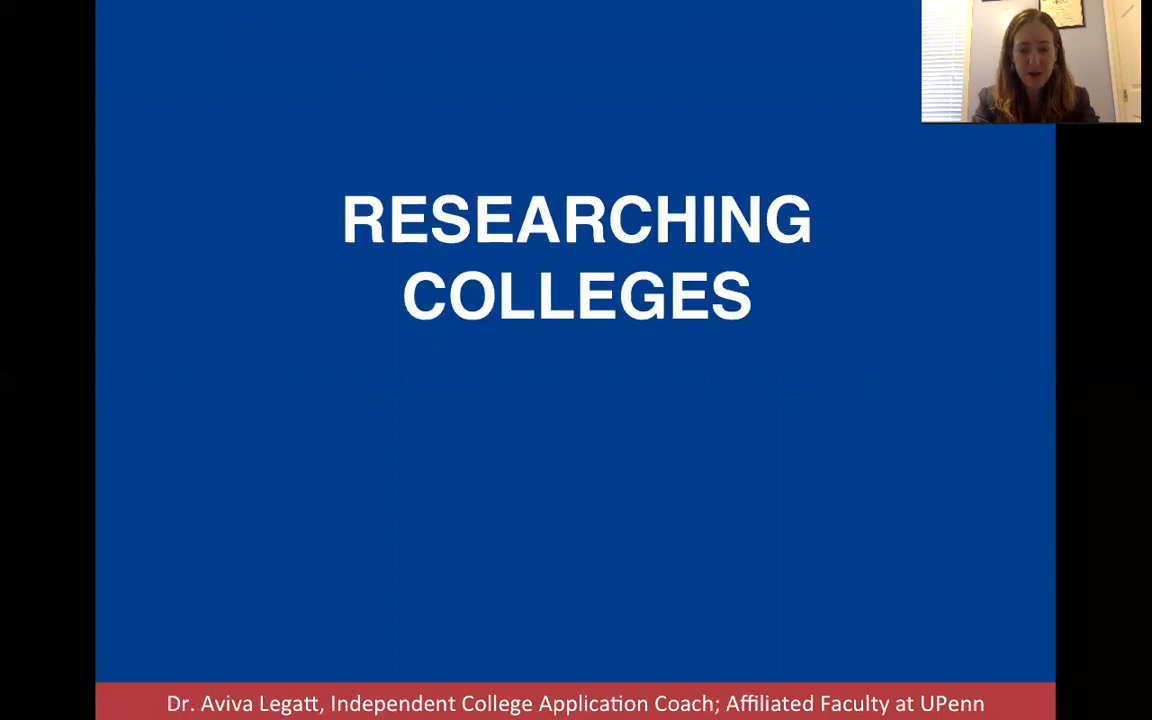 RESEARCHING
COLLEGES
Dr. Aviva Legatt, Independent College Application Coach; Affiliated Faculty at UPenn